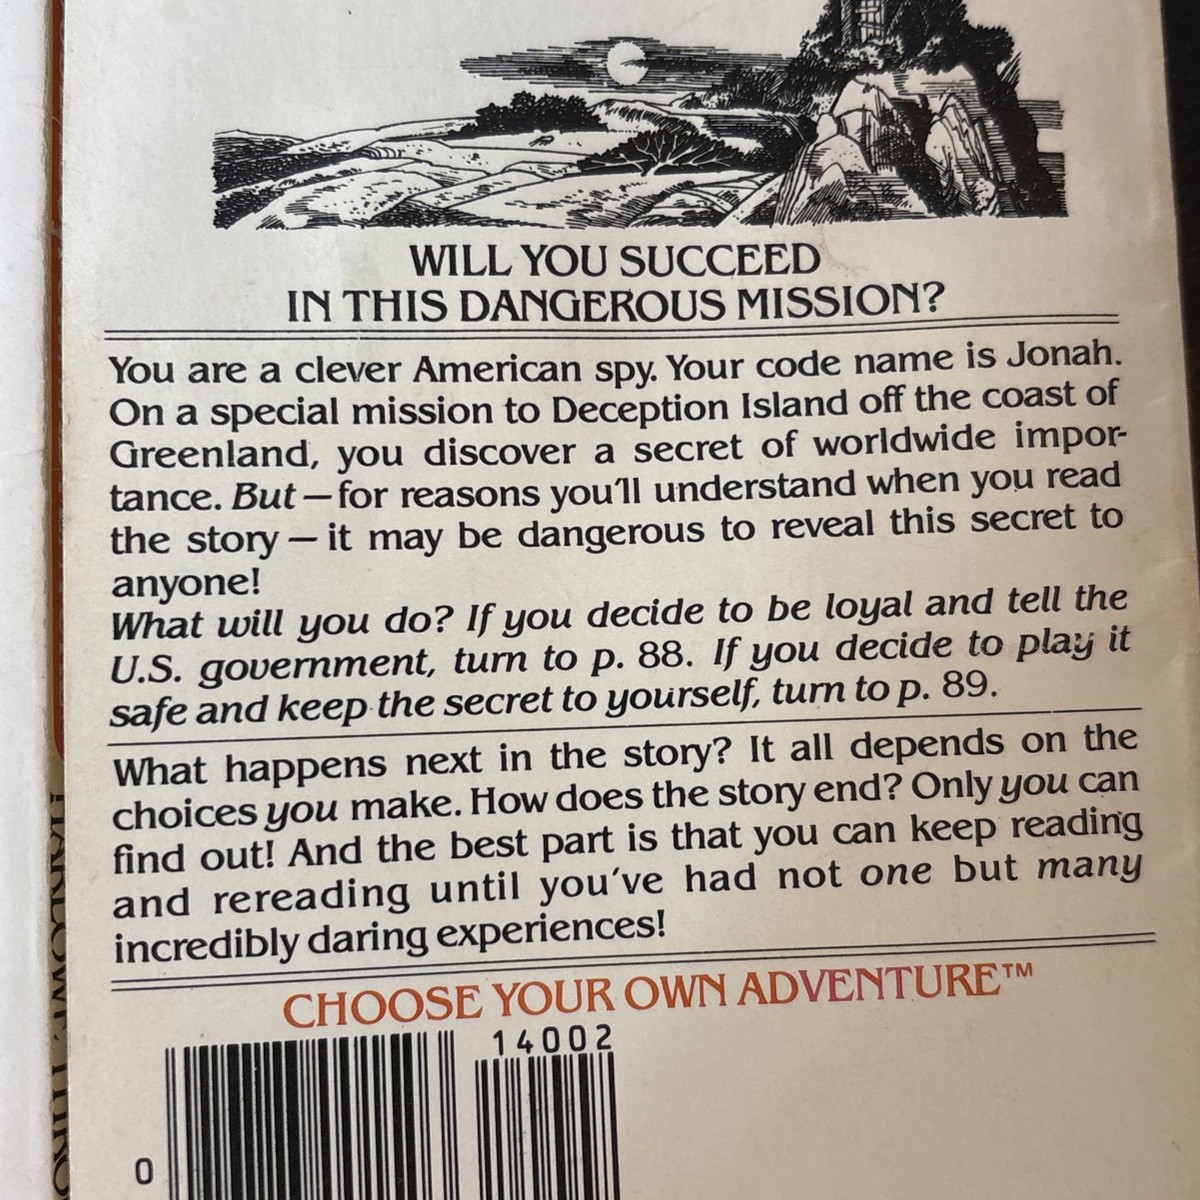 WILL YOU SUCCEED
IN THIS DANGEROUS MISSION?
You are a clever American spy. Your code name is Jonah.
On a special mission to Deception Island off the coast of
Greenland, you discover a secret of worldwide impor-
tance. But — for reasons you'll understand when you read
the story — it may be dangerous to reveal this secret to
anyone!
What will you do? If you decide to be loyal and tell the
U.S. government, turn to p. 88. If you decide to play it
safe and keep the secret to yourself, turn to p. 89.
What happens next in the story? It all depends on the
choices you make. How does the story end? Only you can
find out! And the best part is that you can keep reading
and rereading until you've had not one but many
incredibly daring experiences!
CHOOSE YOUR OWN ADVENTURE™
14002
0